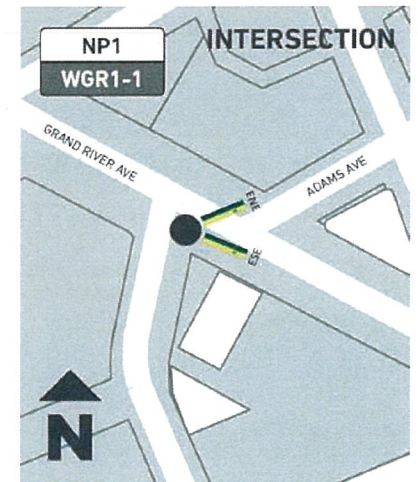 NP1
INTERSECTION
WGR1-1
GRAND RIVER AVE
ADAMS AVE
ENE
ESE
N